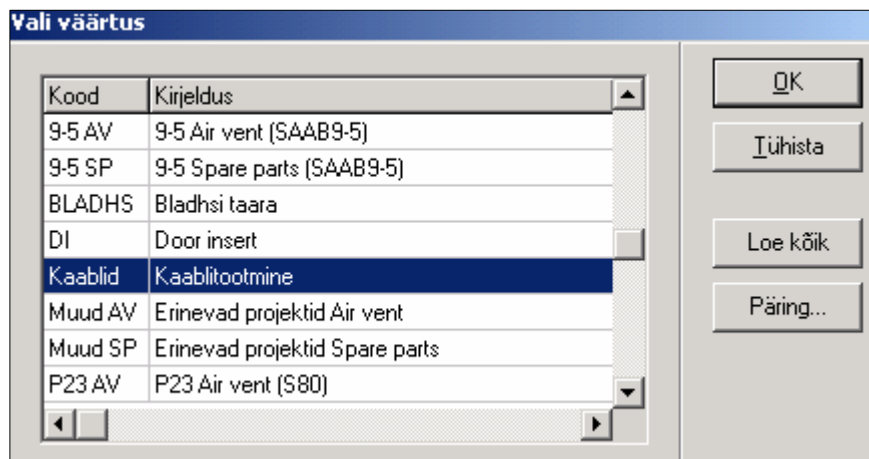 Vali väärtus
Kood Kirjeldus
9-5 AV 9-5 Air vent (SAAB9-5)
9-5 SP 9-5 Spare parts (SAAB9-5)
BLADHS Bladhsi taara
DI Door insert
Kaablid Kaablitootmine
Muud AV Erinevad projektid Air vent
Muud SP Erinevad projektid Spare parts
P23 AV P23 Air vent (S80)
OK
Tühista
Loe kõik
Päring...